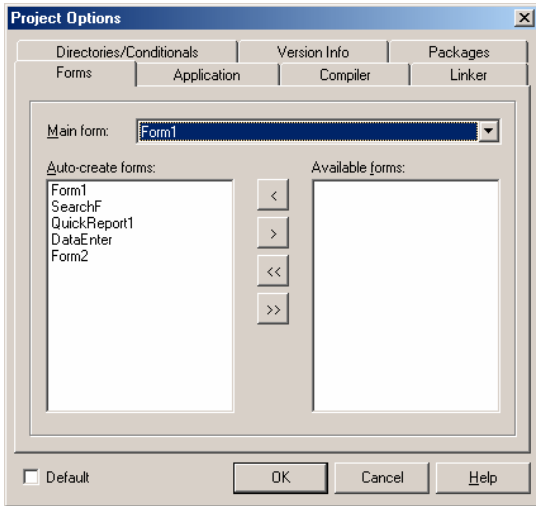 Project Options
Directories/Conditionals Version Info Packages
Forms Application Compiler Linker
Main form: Form1
Auto-create forms: Available forms:
Form1
SearchF
QuickReport1
DataEnter
Form2
<
>
<<
>>
Default OK Cancel Help